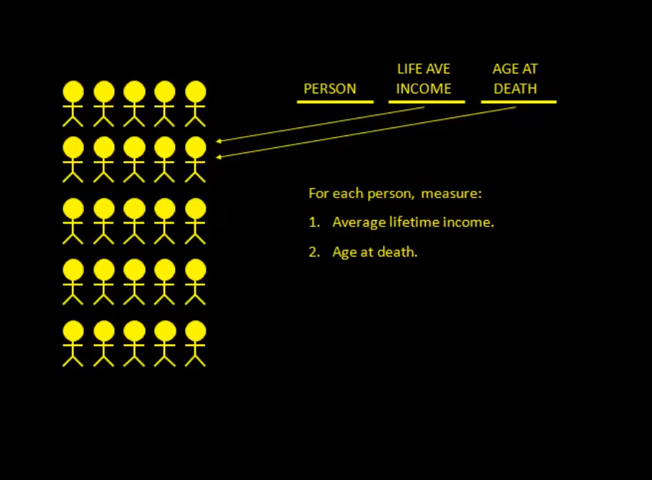 LIFE AVE AGE AT
PERSON INCOME DEATH
For each person, measure:
1. Average lifetime income.
2. Age at death.